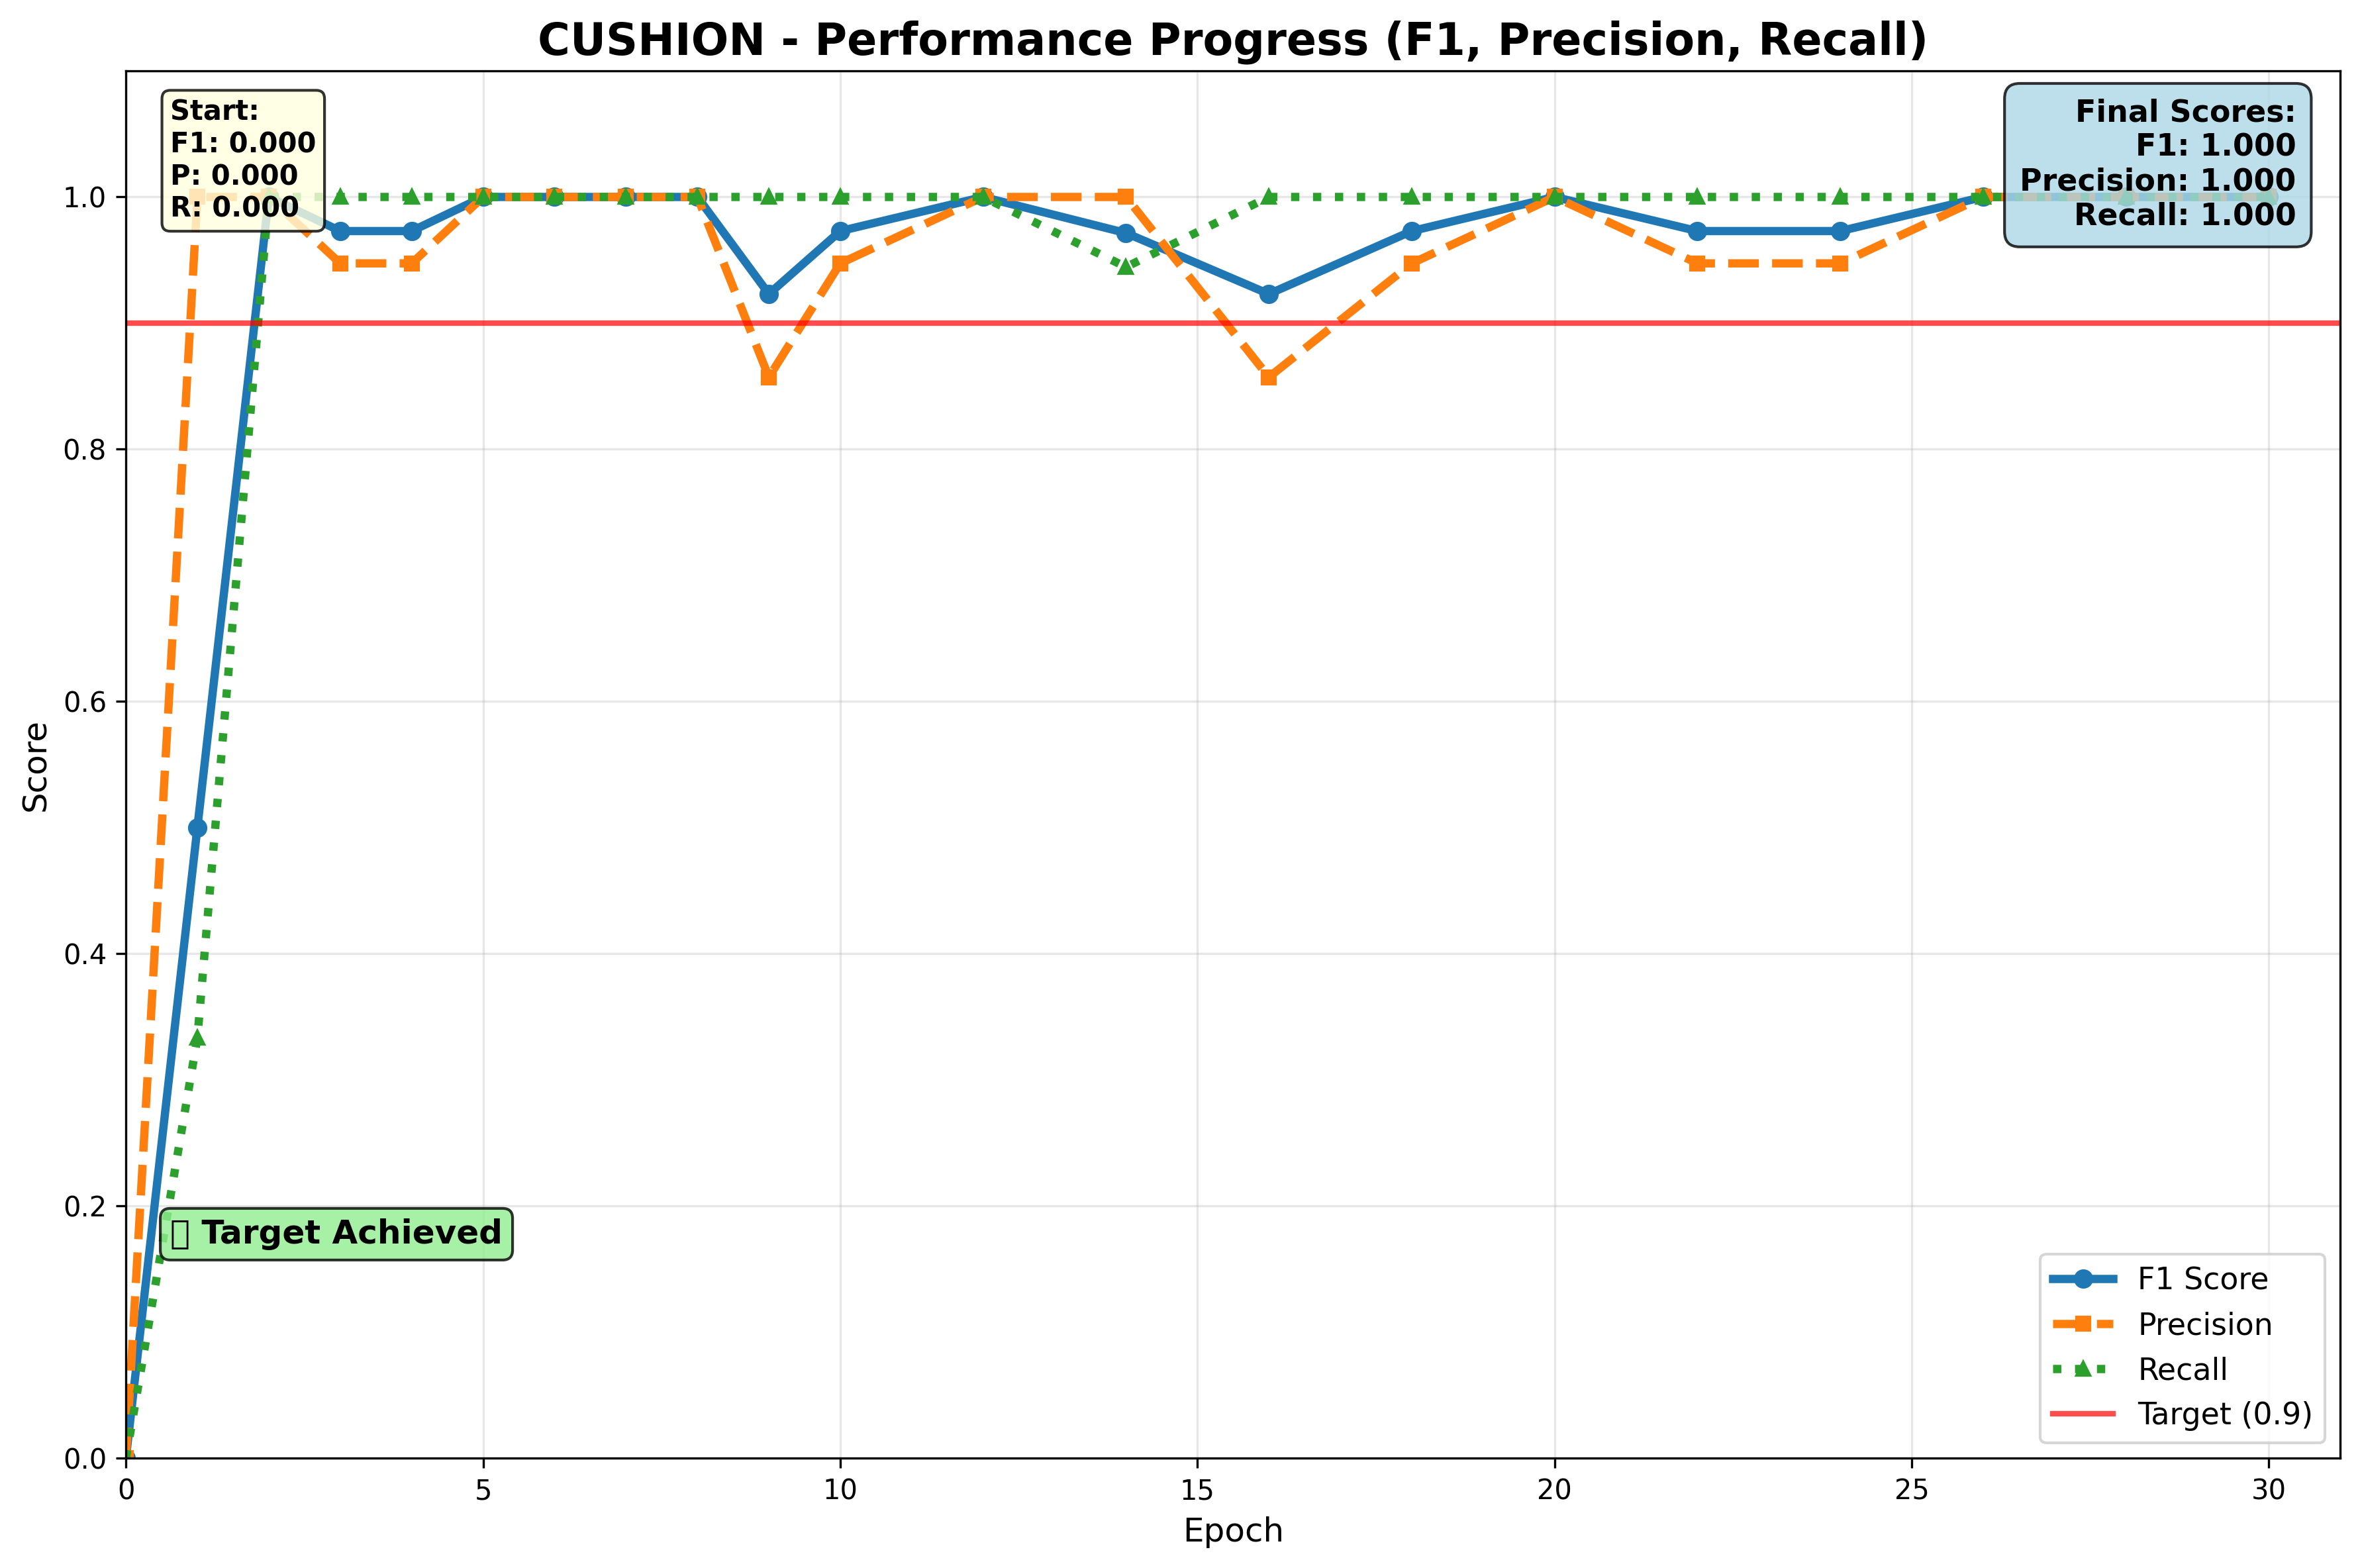 CUSHION - Performance Progress (F1, Precision, Recall)
Start:
F1: 0.000
P: 0.000
R: 0.000
Final Scores:
F1: 1.000
Precision: 1.000
Recall: 1.000
1.0
0.8
0.6
0.4
0.2
0.0
Score
Target Achieved
F1 Score
Precision
Recall
Target (0.9)
0 5 10 15 20 25 30
Epoch